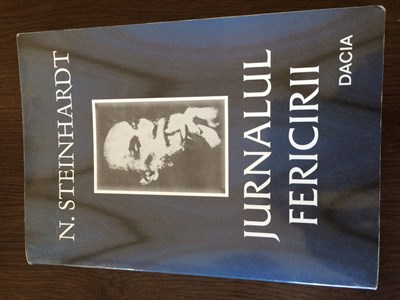 N. STEINHARDT
JURNALUL
FERICIRII
DACIA